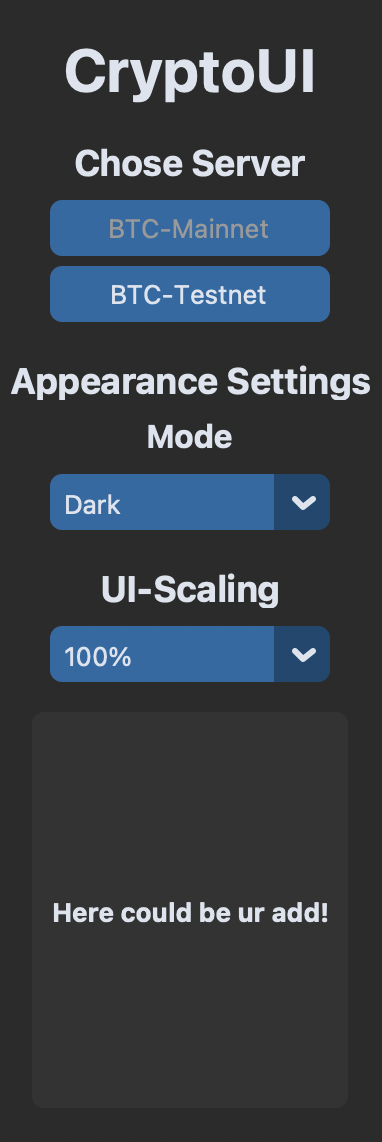 CryptoUI
Chose Server
BTC-Mainnet
BTC-Testnet
Appearance Settings
Mode
Dark
UI-Scaling
100%
Here could be ur add!